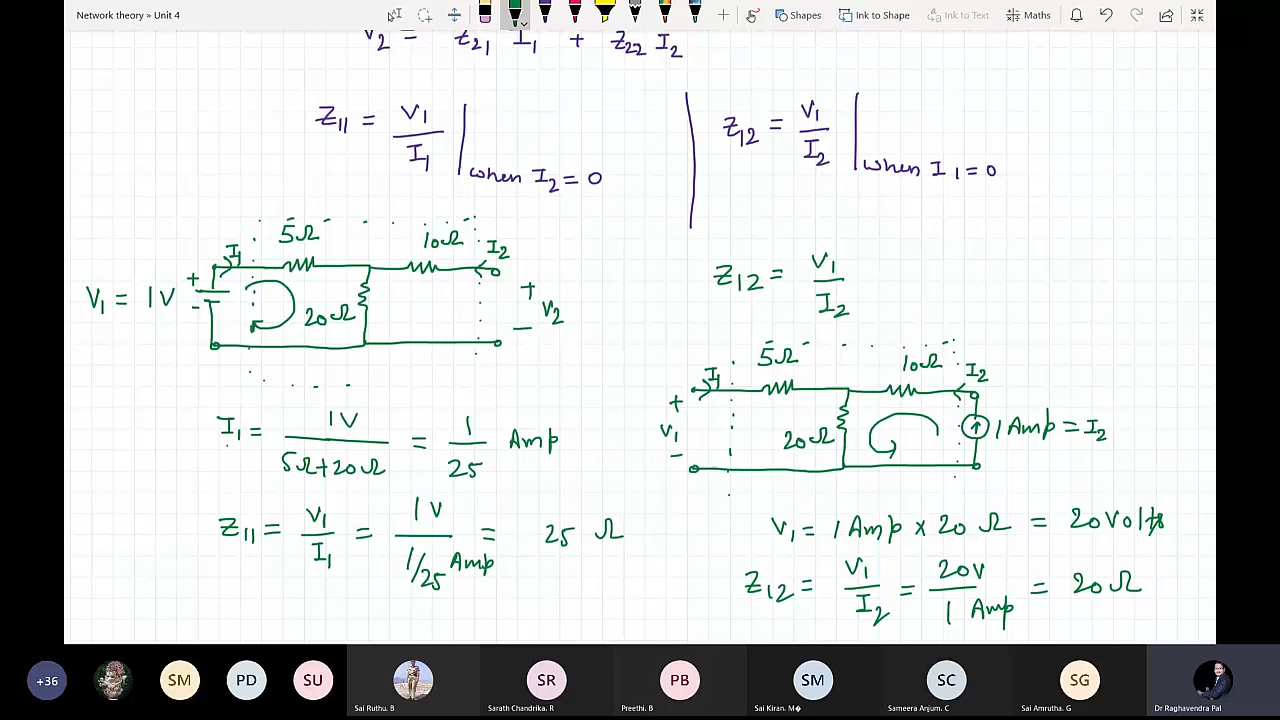 Network theory » Unit 4
Shapes
Ink to Shape
Ink to Text
Maths
V2 = Z21 I1 + Z22 I2
Z11 = V1 / I1 | when I2 = 0
5Ω 10Ω
I1 I2
V1 = 1V + - 20Ω + V2 -
I1 = 1V / 5Ω+20Ω = 1 / 25 Amp
Z11 = V1 / I1 = 1V / 1/25 Amp = 25 Ω
Z12 = V1 / I2 | when I1 = 0
Z12 = V1 / I2
5Ω 10Ω
I1 I2
+ V1 - 20Ω 1 Amp = I2
V1 = 1 Amp × 20 Ω = 20 Volts
Z12 = V1 / I2 = 20V / 1 Amp = 20 Ω
+36
SM
PD
SU
Sai Ruthu. B
SR
Sarath Chandrika. R
PB
Preethi. B
SM
Sai Kiran. M�
SC
Sameera Anjum. C
SG
Sai Amrutha. G
Dr Raghavendra Pal